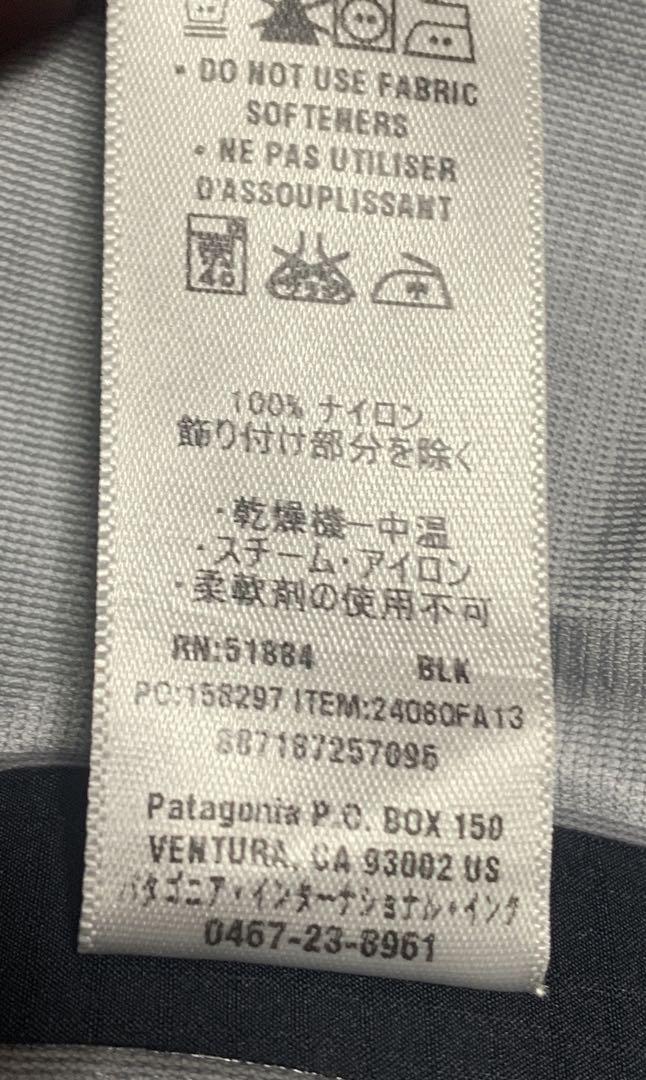 • DO NOT USE FABRIC
SOFTENERS
• NE PAS UTILISER
D'ASSOUPLISSANT
40 中
100% ナイロン
飾り付け部分を除く
・乾燥機ー中温
・スチーム・アイロン
・柔軟剤の使用不可
RN:51884 BLK
PO:158297 ITEM:24080FA13
887187257095
Patagonia P.O. BOX 150
VENTURA, CA 93002 US
パタゴニア・インターナショナル・インク
0467-23-8961